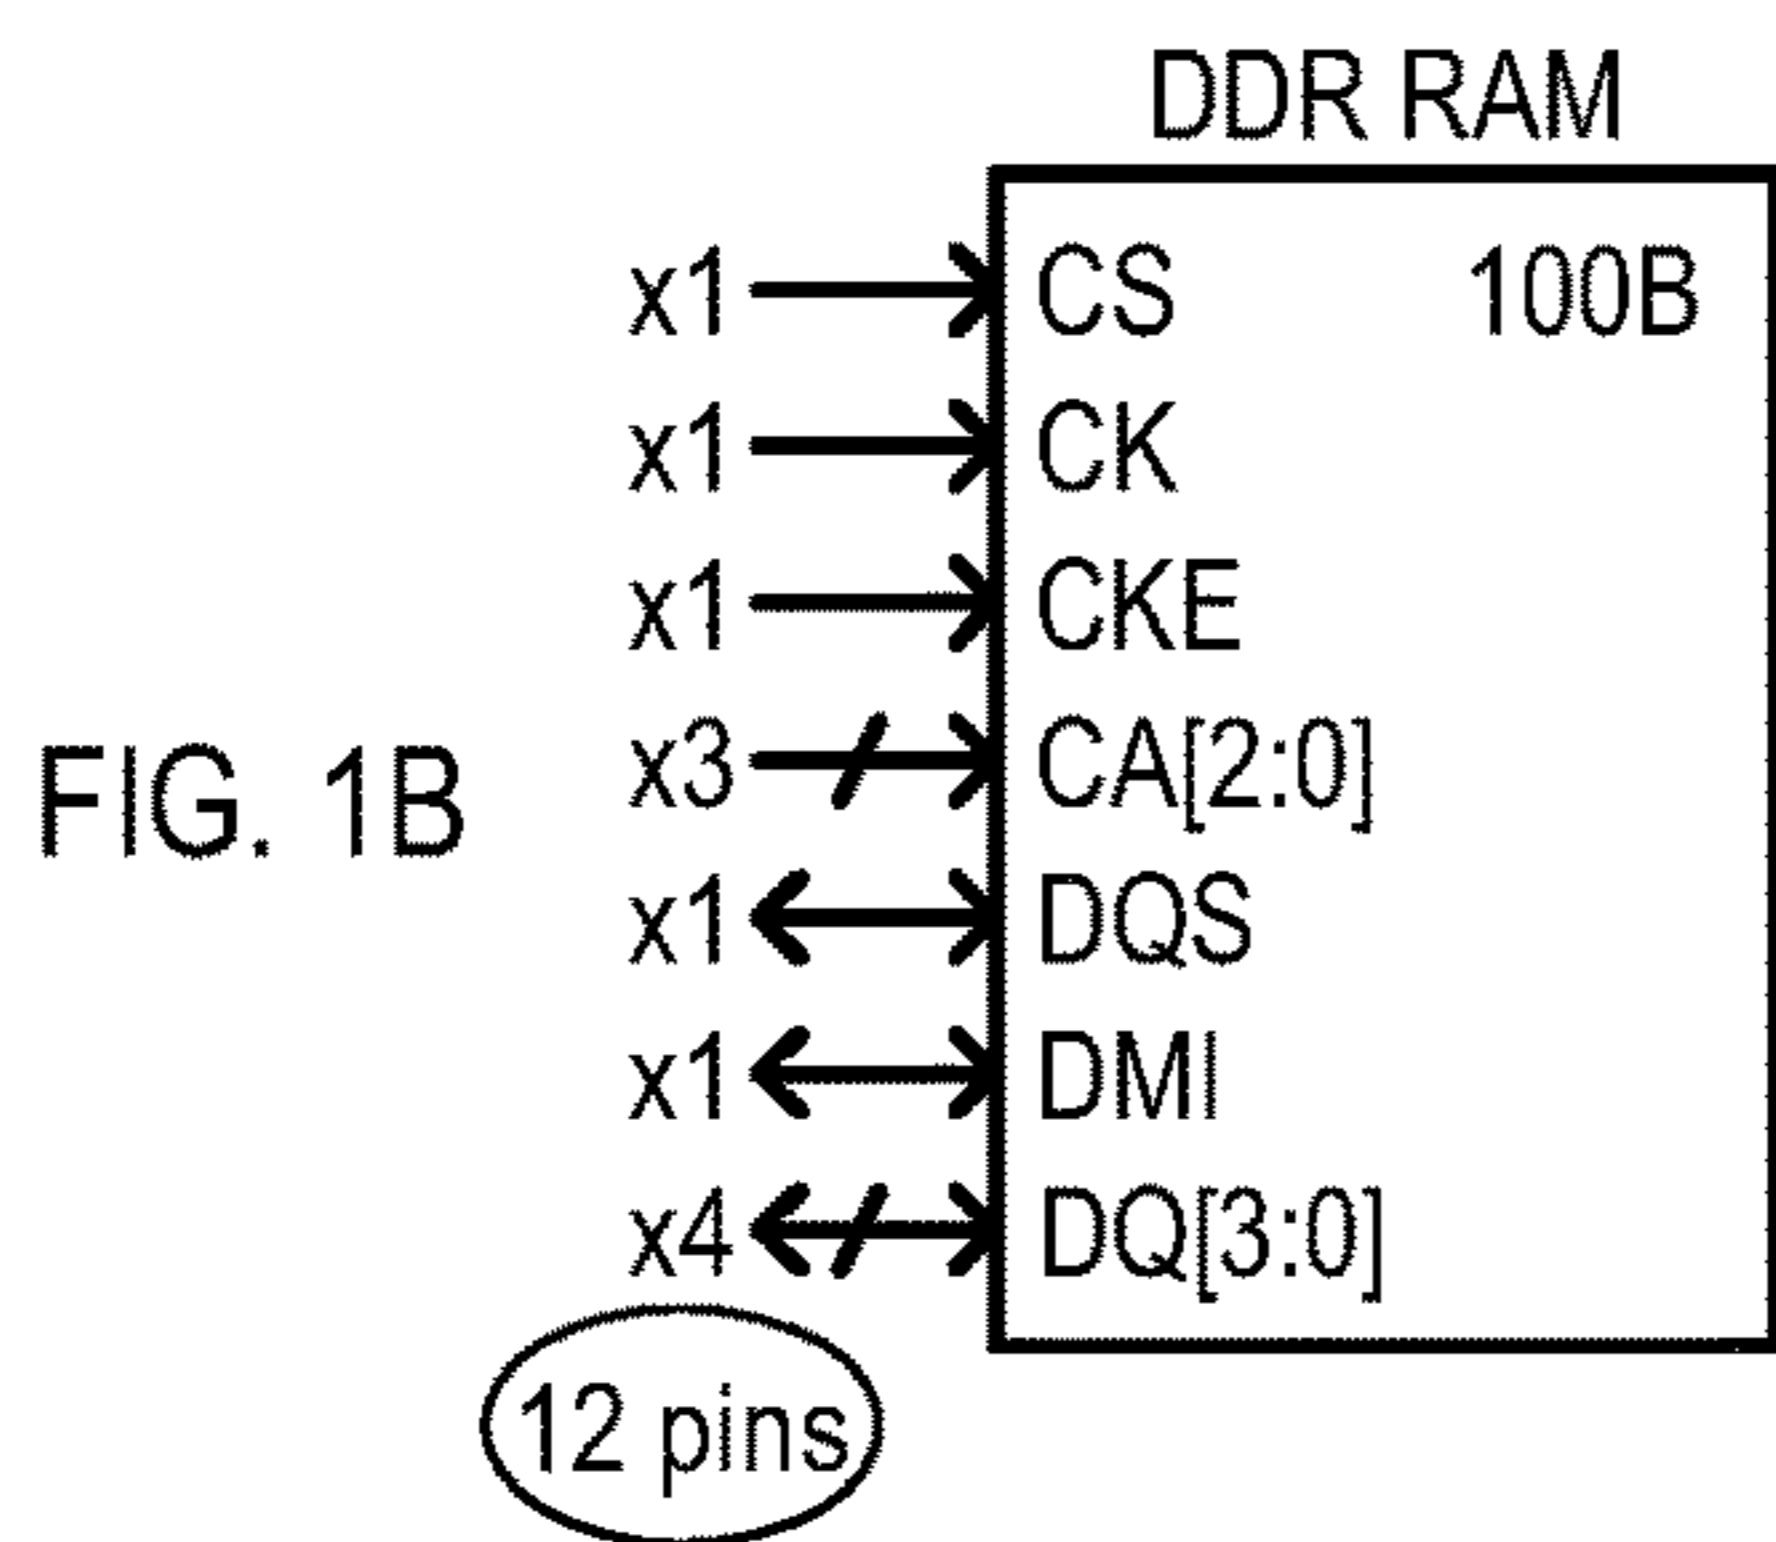 DDR RAM
x1 CS 100B
x1 CK
x1 CKE
x3 CA[2:0]
FIG. 1B
x1 DQS
x1 DMI
x4 DQ[3:0]
12 pins